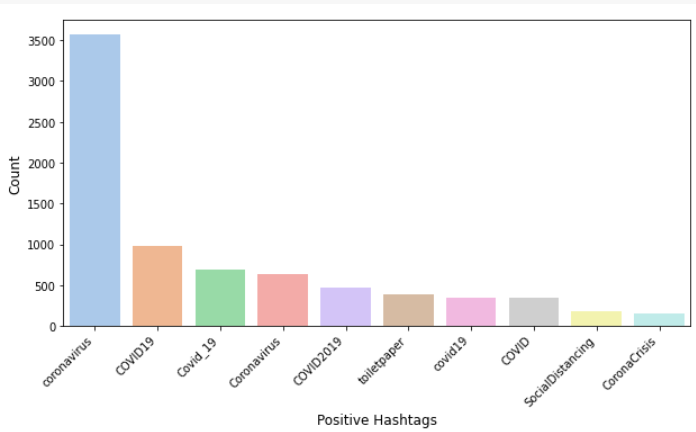 3500
3000
2500
2000
1500
1000
500
0
Count
coronavirus
COVID19
Covid_19
Coronavirus
COVID2019
toiletpaper
covid19
COVID
SocialDistancing
CoronaCrisis
Positive Hashtags